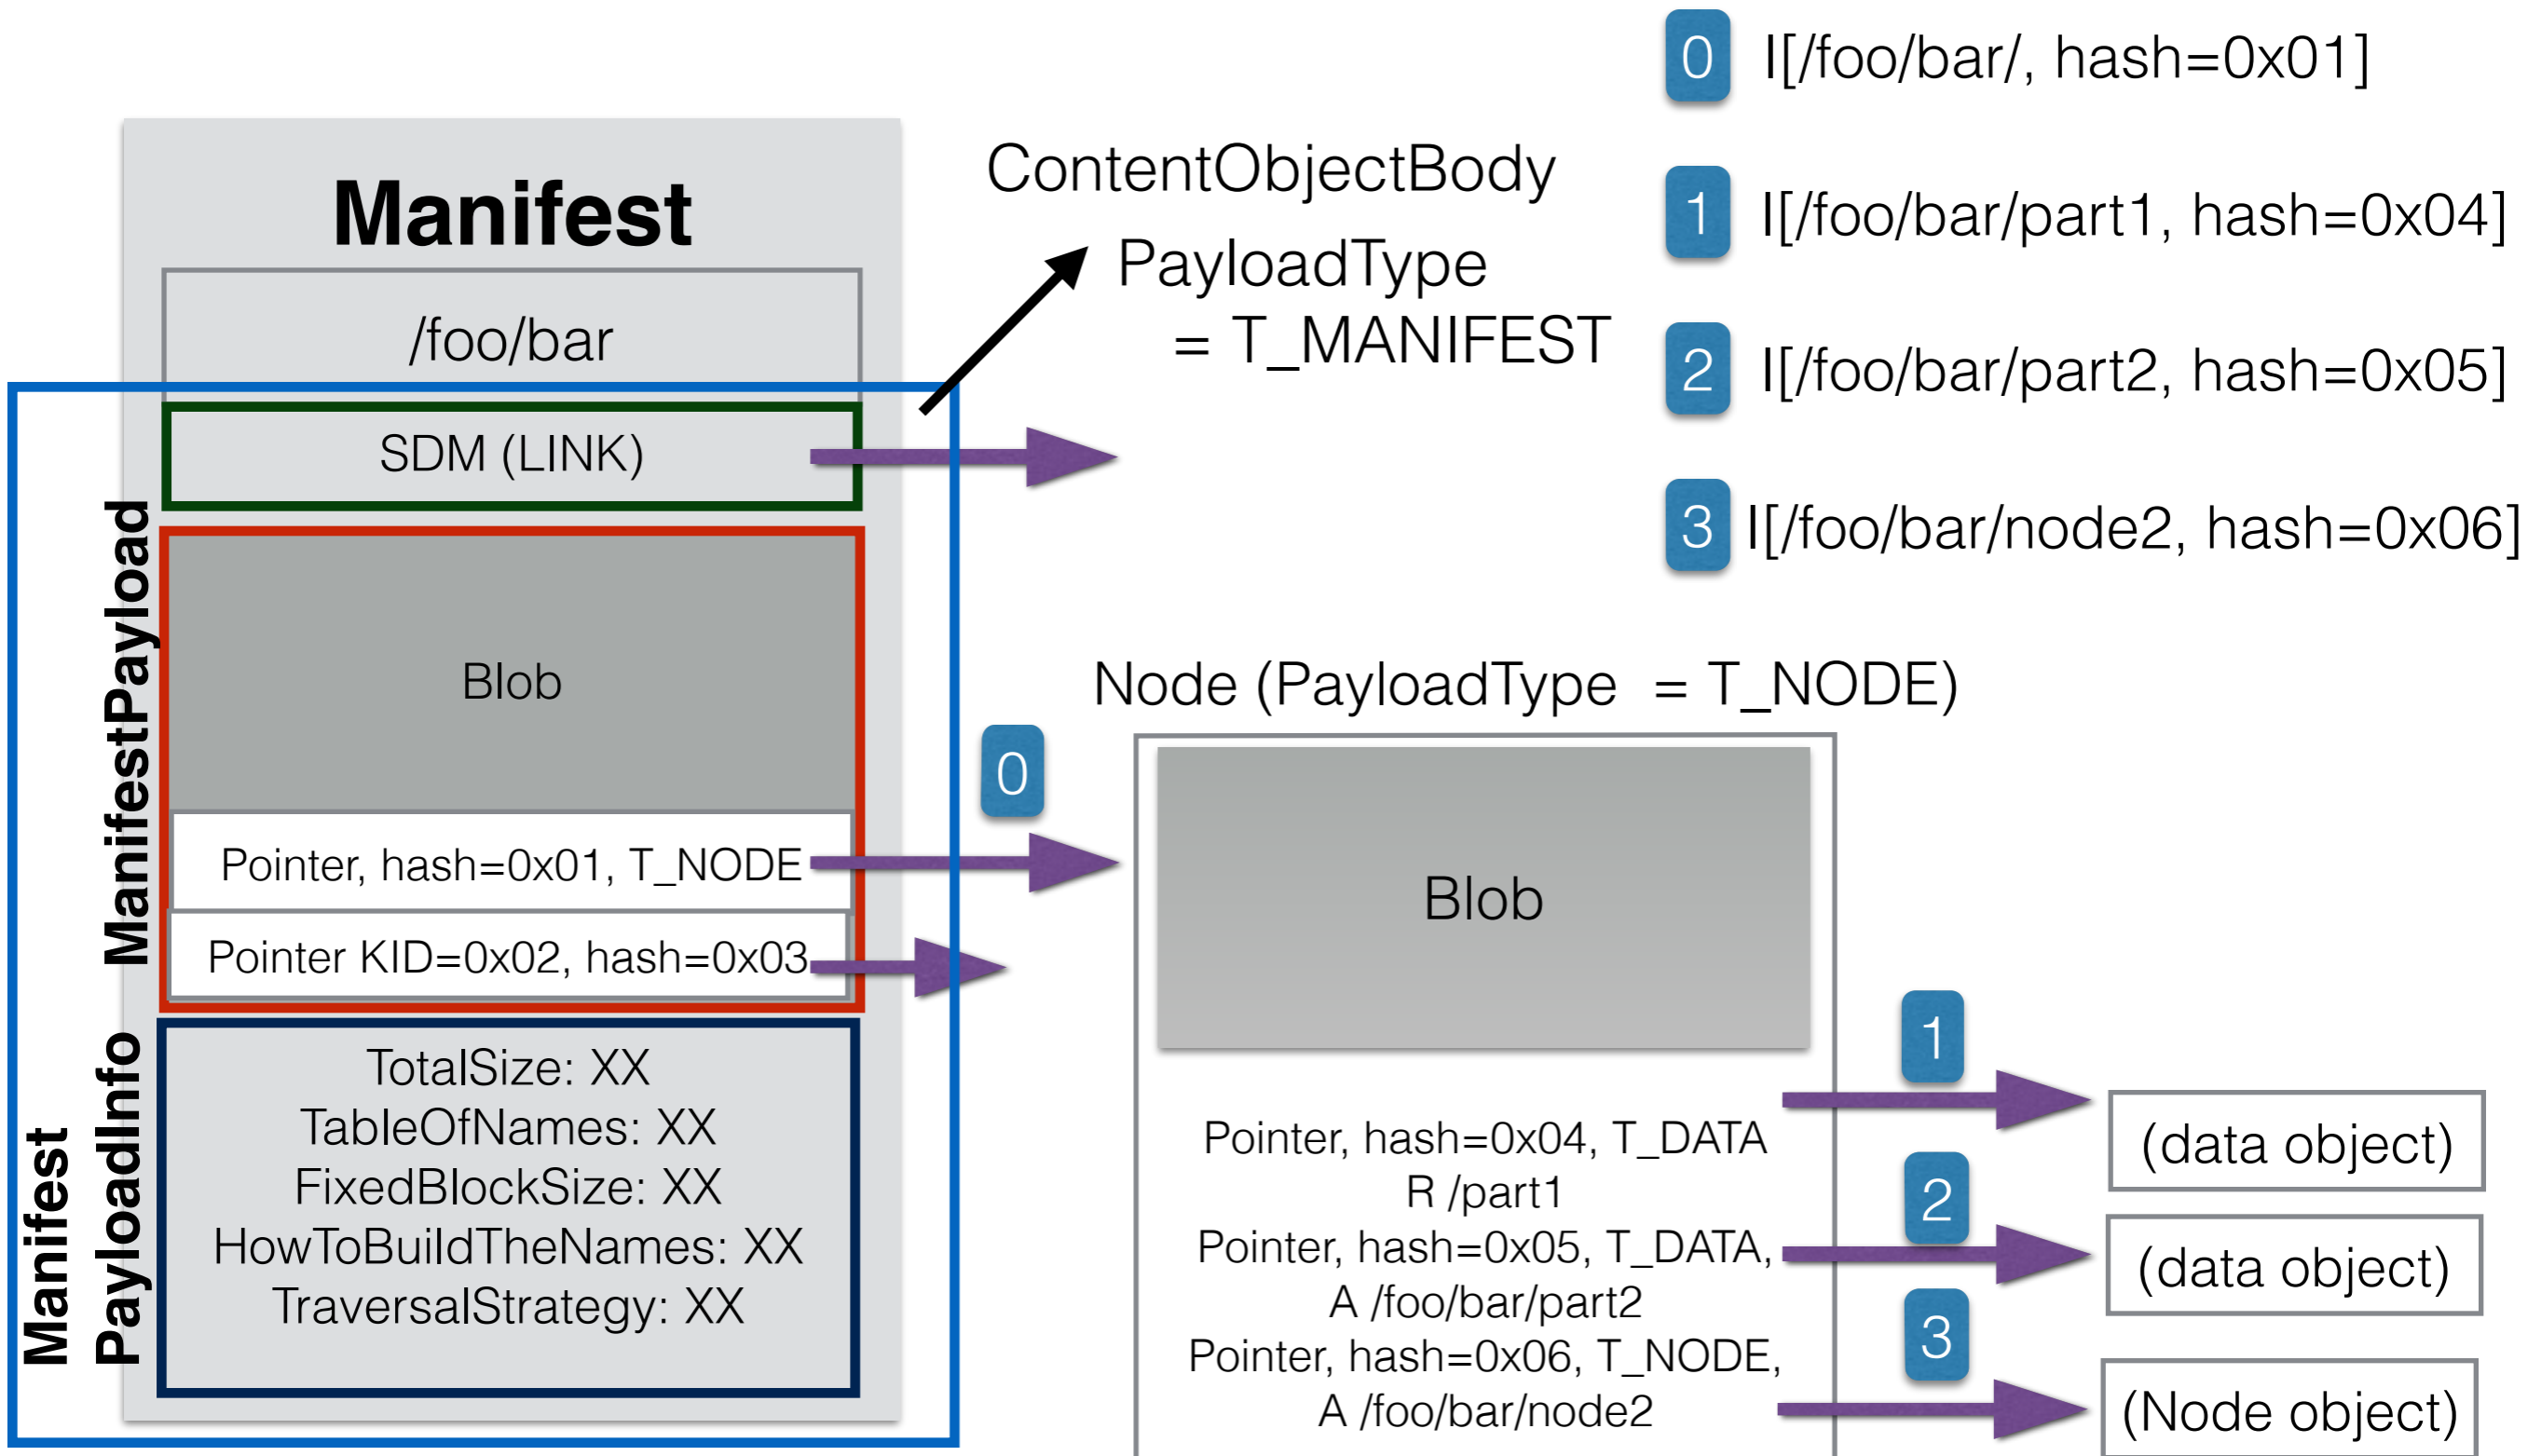 0 I[/foo/bar/, hash=0x01]
1 I[/foo/bar/part1, hash=0x04]
2 I[/foo/bar/part2, hash=0x05]
3 I[/foo/bar/node2, hash=0x06]
Manifest
/foo/bar
SDM (LINK)
ContentObjectBody
PayloadType
= T_MANIFEST
ManifestPayload
Blob
Pointer, hash=0x01, T_NODE
Pointer KID=0x02, hash=0x03
Manifest
PayloadInfo
TotalSize: XX
TableOfNames: XX
FixedBlockSize: XX
HowToBuildTheNames: XX
TraversalStrategy: XX
0
Node (PayloadType = T_NODE)
Blob
Pointer, hash=0x04, T_DATA
R /part1
Pointer, hash=0x05, T_DATA,
A /foo/bar/part2
Pointer, hash=0x06, T_NODE,
A /foo/bar/node2
1
(data object)
2
(data object)
3
(Node object)